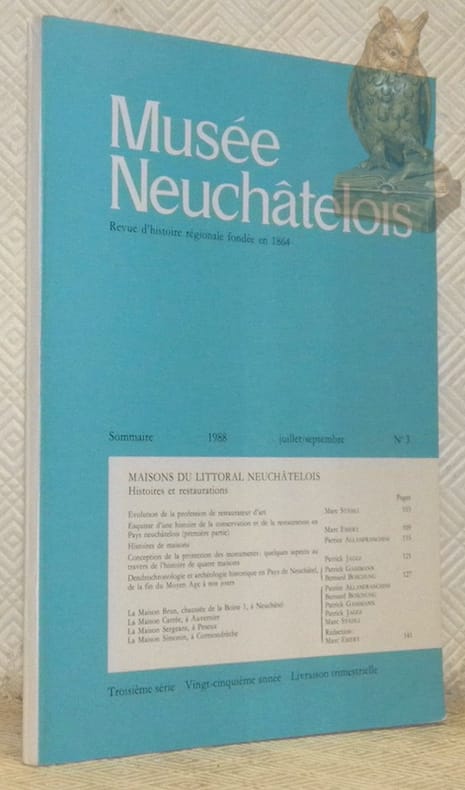 Musée
Neuchâtelois
Revue d'histoire régionale fondée en 1864
Sommaire 1988 juillet/septembre N° 3
MAISONS DU LITTORAL NEUCHÂTELOIS
Histoires et restaurations
Pages
Evolution de la profession de restaurateur d'art Marc STÄHLI 103
Esquisse d'une histoire de la conservation et de la restauration en
Pays neuchâtelois (première partie) Marc EMERY 109
Histoires de maisons Pierrine ALLANFRANCHINI 115
Conception de la protection des monuments: quelques aspects au
travers de l'histoire de quatre maisons Patrick JAGGI 121
Dendrochronologie et archéologie historique en Pays de Neuchâtel, Patrick GASSMANN
de la fin du Moyen Age à nos jours Bernard BOSCHUNG 127
Pierrine ALLANFRANCHINI
Bernard BOSCHUNG
La Maison Brun, chaussée de la Boine 1, à Neuchâtel Patrick GASSMANN
La Maison Carrée, à Auvernier Patrick JAGGI
La Maison Sergeans, à Peseux Marc STÄHLI
La Maison Simonin, à Cormondrèche Rédaction:
Marc EMERY 141
Troisième série Vingt-cinquième année Livraison trimestrielle